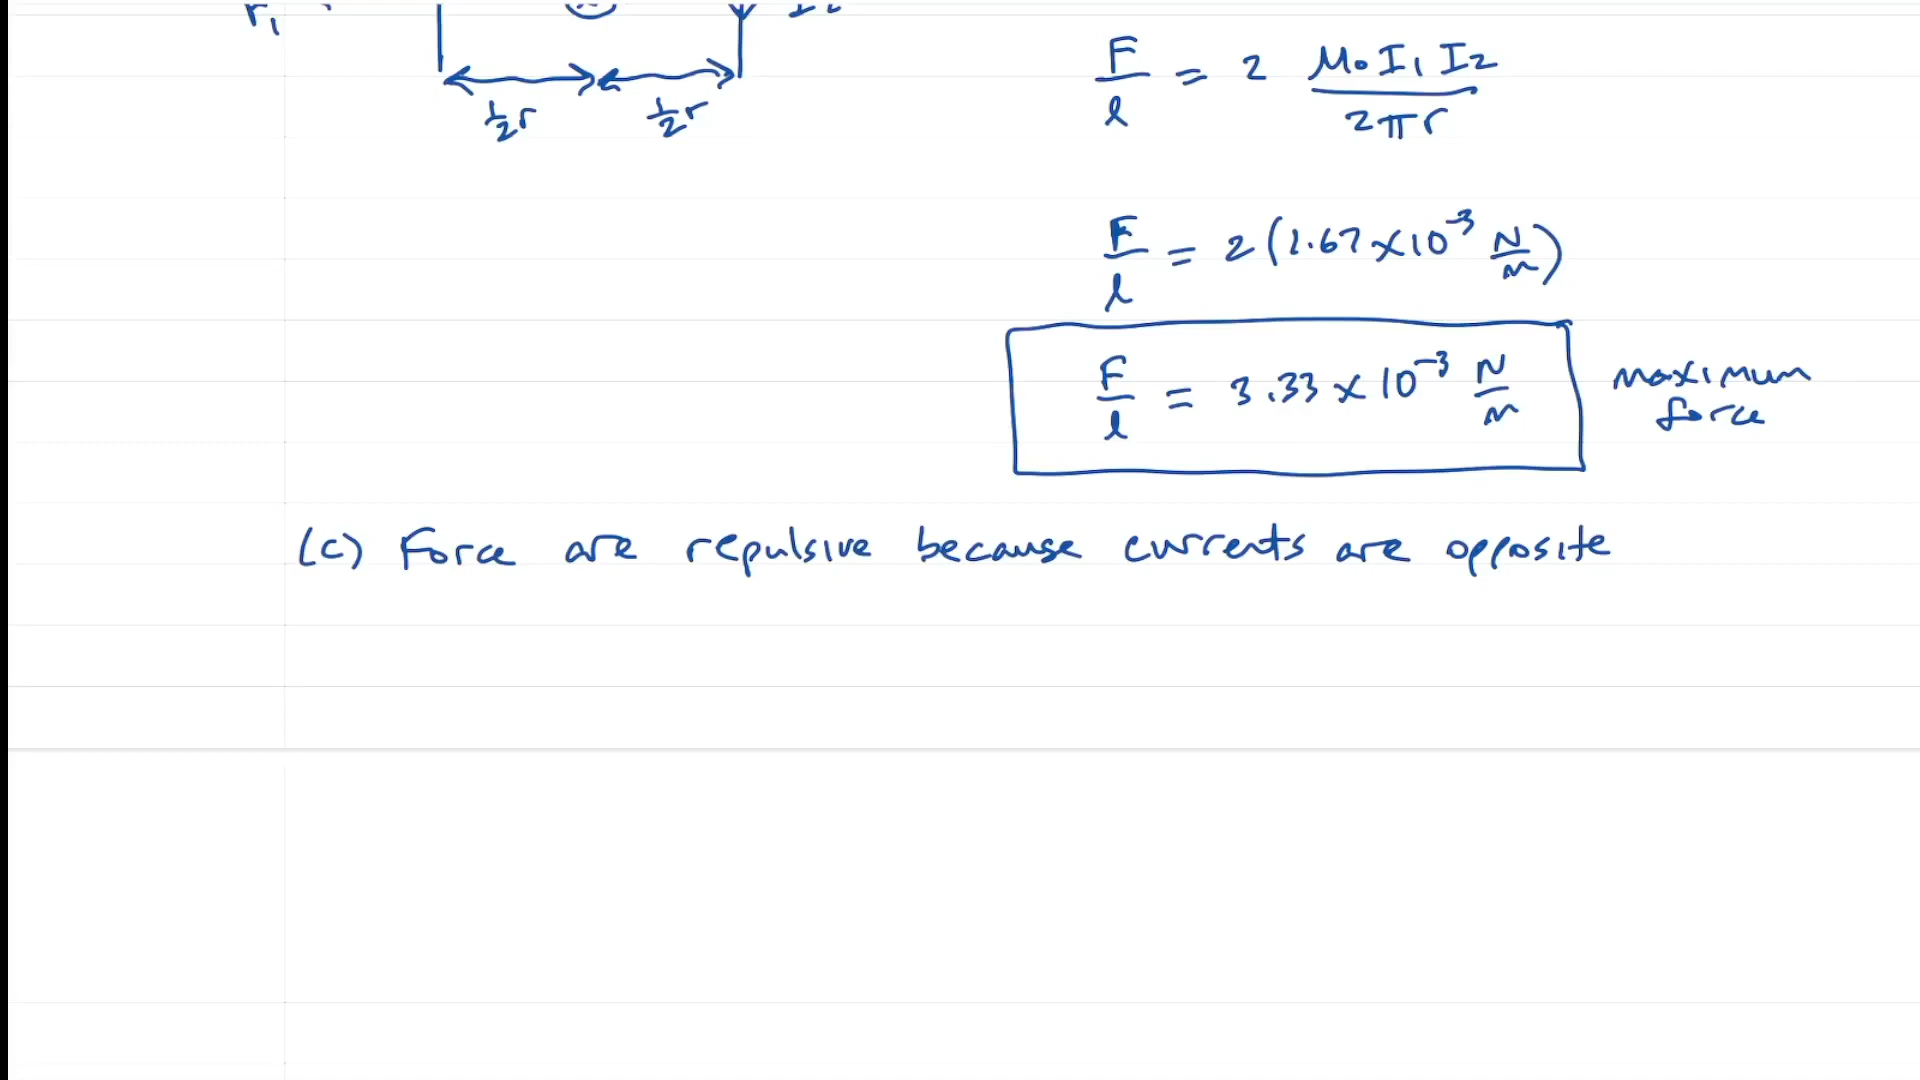 F₁
½r ½r
F/l = 2 μ₀I₁I₂/2πr
F/l = 2(1.67×10⁻³ N/m)
F/l = 3.33×10⁻³ N/m
maximum
force
(c) Force are repulsive because currents are opposite